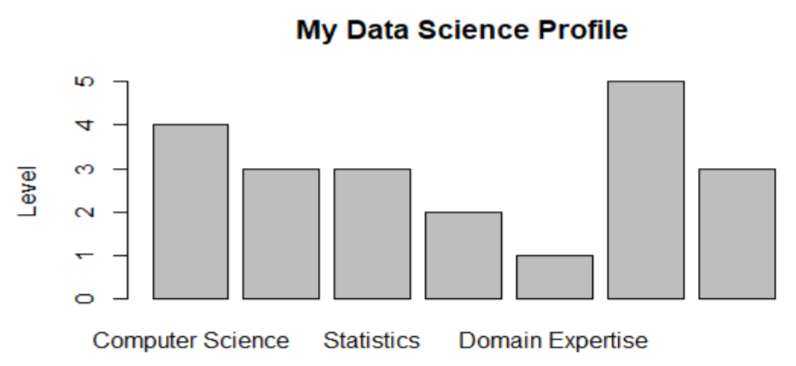 My Data Science Profile
Level
5
4
3
2
1
0
Computer Science Statistics Domain Expertise